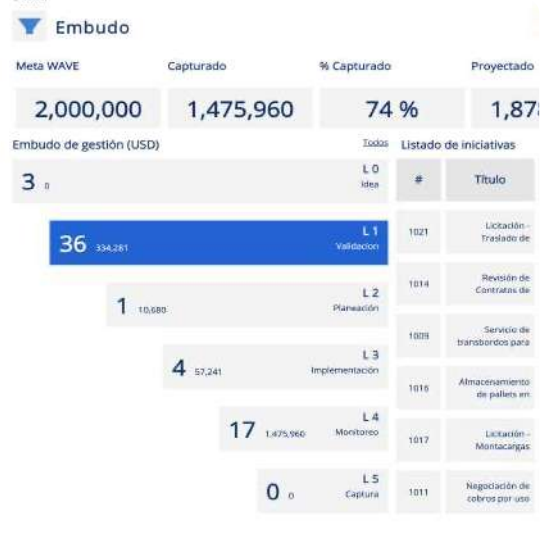 Embudo
Meta WAVE
Capturado
% Capturado
Proyectado
2,000,000
1,475,960
74 %
1,87
Embudo de gestión (USD)
Todos
Listado de iniciativas
3 0
L 0
Idea
#
Título
36 334,281
L 1
Validacion
1021
Licitación -
Traslado de
1 10,680
L 2
Planeación
1014
Revisión de
Contratos de
4 57,241
L 3
Implementación
1009
Servicio de
transbordos para
17 1,475,960
L 4
Monitoreo
1016
Almacenamiento
de pallets en
0 0
L 5
Captura
1017
Licitación -
Montacargas
1011
Negociación de
cobros por uso